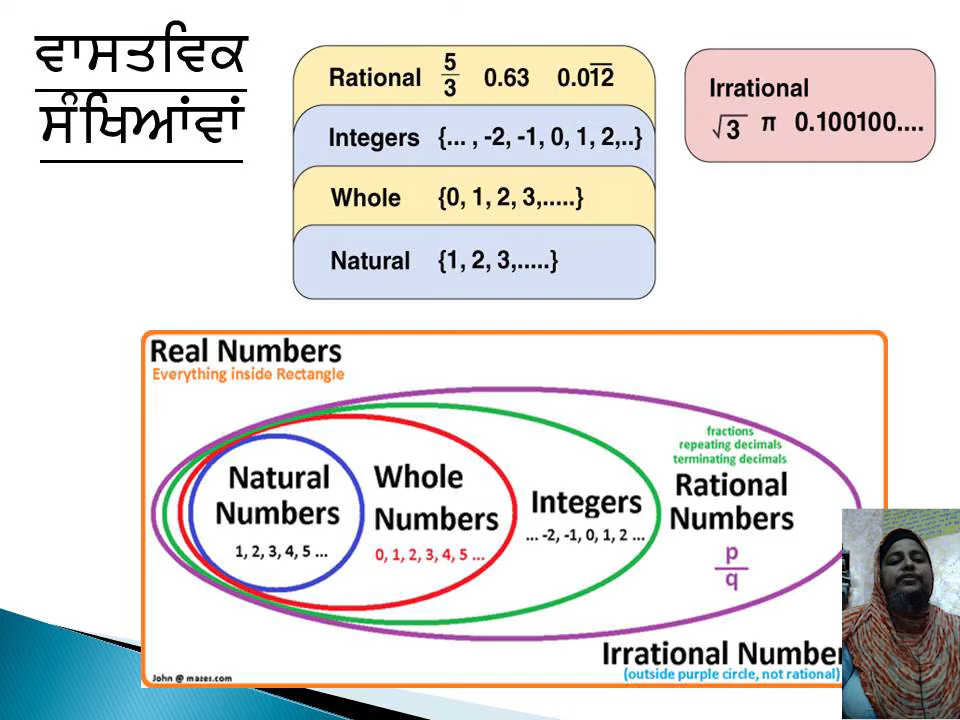 ਵਾਸਤਵਿਕ
ਸੰਖਿਆਂਵਾਂ
Rational 5/3 0.63 0.01̅2̅
Integers {... , -2, -1, 0, 1, 2,..}
Whole {0, 1, 2, 3,.....}
Natural {1, 2, 3,.....}
Irrational
√3 π 0.100100....
Real Numbers
Everything inside Rectangle
Natural
Numbers
1, 2, 3, 4, 5 ...
Whole
Numbers
0, 1, 2, 3, 4, 5 ...
Integers
... -2, -1, 0, 1, 2 ...
fractions
repeating decimals
terminating decimals
Rational
Numbers
p
q
Irrational Number
(outside purple circle, not rational)
John @ mazes.com